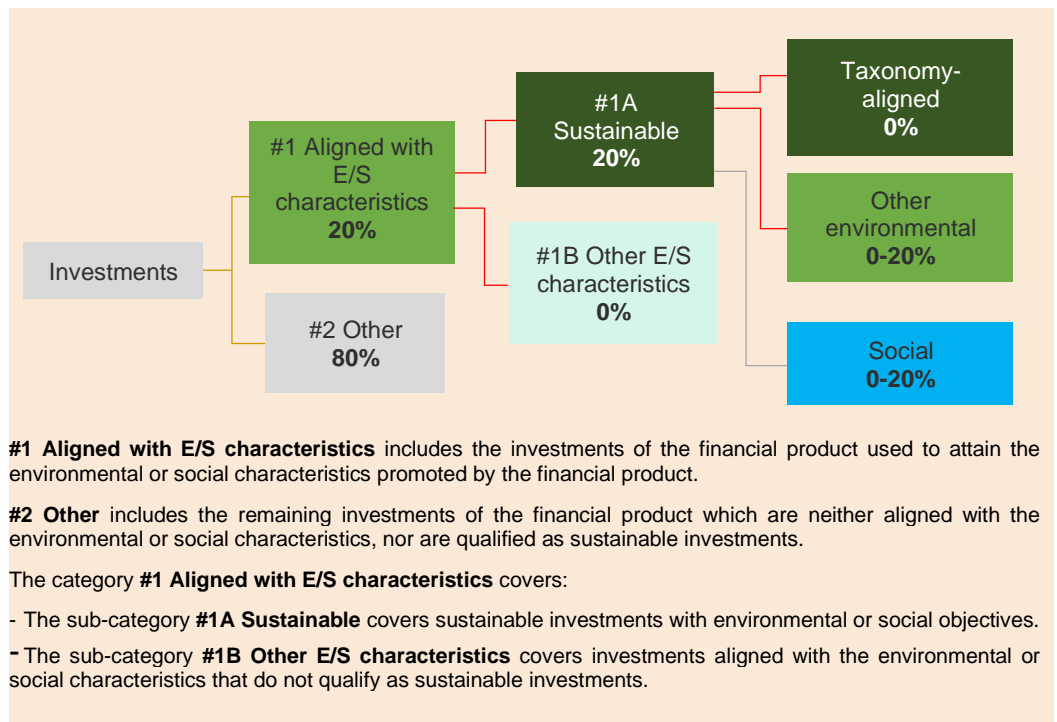 Investments
#1 Aligned with
E/S
characteristics
20%
#2 Other
80%
#1A
Sustainable
20%
#1B Other E/S
characteristics
0%
Taxonomy-
aligned
0%
Other
environmental
0-20%
Social
0-20%
#1 Aligned with E/S characteristics includes the investments of the financial product used to attain the
environmental or social characteristics promoted by the financial product.
#2 Other includes the remaining investments of the financial product which are neither aligned with the
environmental or social characteristics, nor are qualified as sustainable investments.
The category #1 Aligned with E/S characteristics covers:
- The sub-category #1A Sustainable covers sustainable investments with environmental or social objectives.
- The sub-category #1B Other E/S characteristics covers investments aligned with the environmental or
social characteristics that do not qualify as sustainable investments.